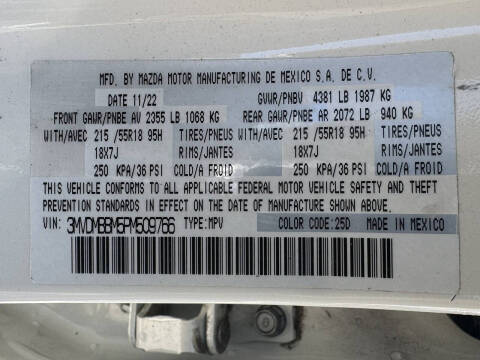 MFD. BY MAZDA MOTOR MANUFACTURING DE MEXICO S.A. DE C.V.
DATE 11/22 GVWR/PNBV 4381 LB 1987 KG
FRONT GAWR/PNBE AV 2355 LB 1068 KG REAR GAWR/PNBE AR 2072 LB 940 KG
WITH/AVEC 215/55R18 95H TIRES/PNEUS WITH/AVEC 215/55R18 95H TIRES/PNEUS
18X7J RIMS/JANTES 18X7J RIMS/JANTES
250 KPA/36 PSI COLD/A FROID 250 KPA/36 PSI COLD/A FROID
THIS VEHICLE CONFORMS TO ALL APPLICABLE FEDERAL MOTOR VEHICLE SAFETY AND THEFT
PREVENTION STANDARDS IN EFFECT ON THE DATE OF MANUFACTURE SHOWN ABOVE.
VIN: 3MVDMBBM5PM509766 TYPE:MPV COLOR CODE:25D MADE IN MEXICO